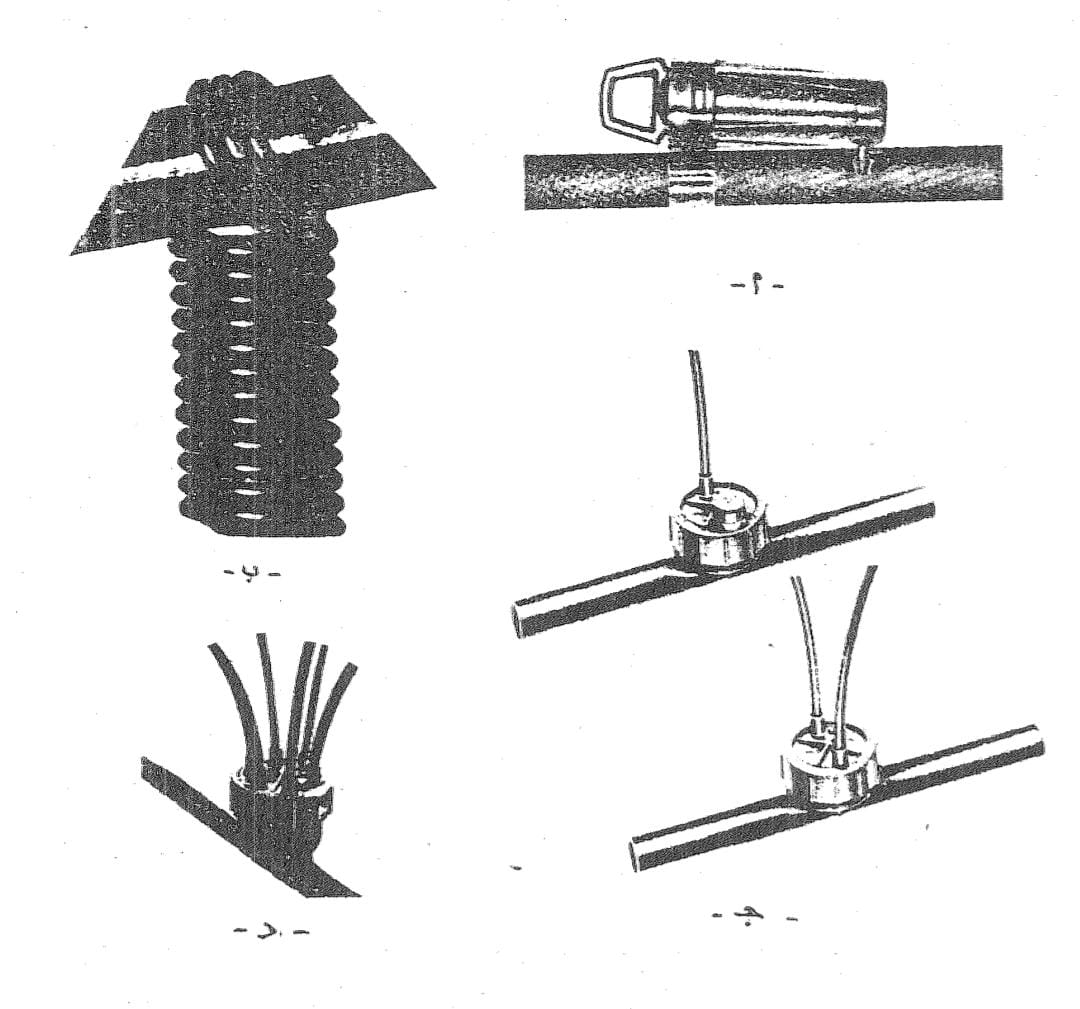 - أ -
- ب -
- جـ -
- د -